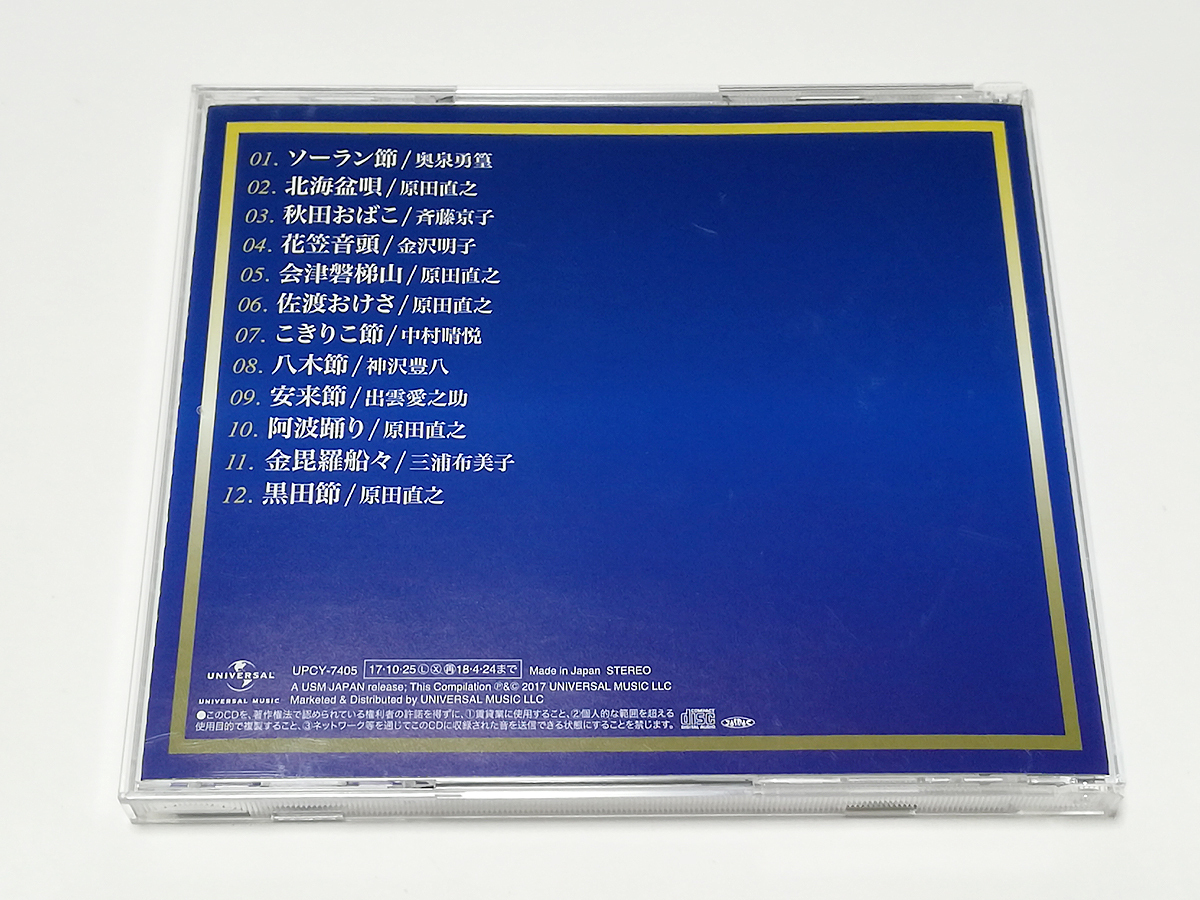 01. ソーラン節/奥泉勇篁
02. 北海盆唄/原田直之
03. 秋田おばこ/斉藤京子
04. 花笠音頭/金沢明子
05. 会津磐梯山/原田直之
06. 佐渡おけさ/原田直之
07. こきりこ節/中村晴悦
08. 八木節/神沢豊八
09. 安来節/出雲愛之助
10. 阿波踊り/原田直之
11. 金毘羅船々/三浦布美子
12. 黒田節/原田直之
UNIVERSAL
UNIVERSAL MUSIC
UPCY-7405 17・10・25 Ⓛ Ⓧ ㊥18・4・24まで Made in Japan STEREO
A USM JAPAN release; This Compilation ℗&© 2017 UNIVERSAL MUSIC LLC
Marketed & Distributed by UNIVERSAL MUSIC LLC
●このCDを、著作権法で認められている権利者の許諾を得ずに、①賃貸業に使用すること、②個人的な範囲を超える
使用目的で複製すること、③ネットワーク等を通じてこのCDに収録された音を送信できる状態にすることを禁じます。
disc